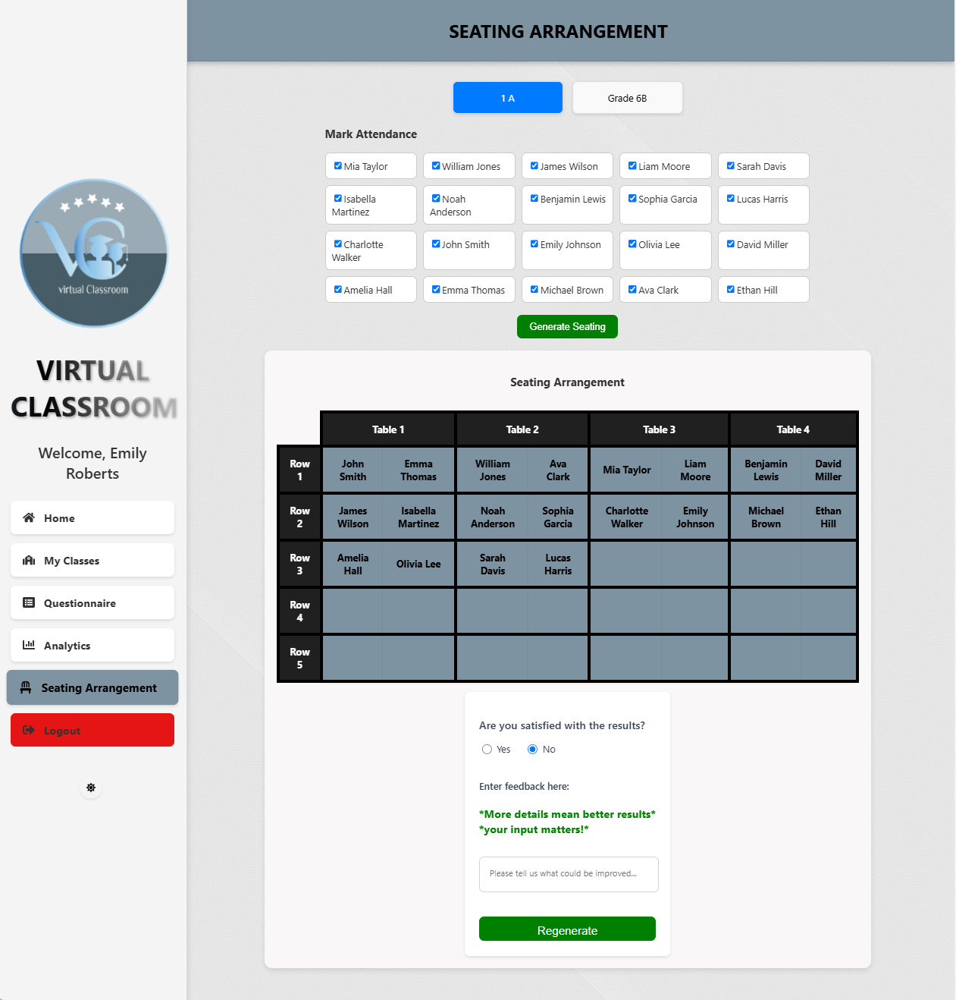 SEATING ARRANGEMENT
1 A
Grade 6B
Mark Attendance
Mia Taylor
William Jones
James Wilson
Liam Moore
Sarah Davis
Isabella
Martinez
Noah
Anderson
Benjamin Lewis
Sophia Garcia
Lucas Harris
Charlotte
Walker
John Smith
Emily Johnson
Olivia Lee
David Miller
Amelia Hall
Emma Thomas
Michael Brown
Ava Clark
Ethan Hill
Generate Seating
VC
virtual Classroom
VIRTUAL
CLASSROOM
Welcome, Emily
Roberts
Home
My Classes
Questionnaire
Analytics
Seating Arrangement
Logout
Seating Arrangement
Table 1
Table 2
Table 3
Table 4
Row
1
John
Smith
Emma
Thomas
William
Jones
Ava
Clark
Mia Taylor
Liam
Moore
Benjamin
Lewis
David
Miller
Row
2
James
Wilson
Isabella
Martinez
Noah
Anderson
Sophia
Garcia
Charlotte
Walker
Emily
Johnson
Michael
Brown
Ethan
Hill
Row
3
Amelia
Hall
Olivia Lee
Sarah
Davis
Lucas
Harris
Row
4
Row
5
Are you satisfied with the results?
Yes
No
Enter feedback here:
*More details mean better results*
*your input matters!*
Please tell us what could be improved...
Regenerate